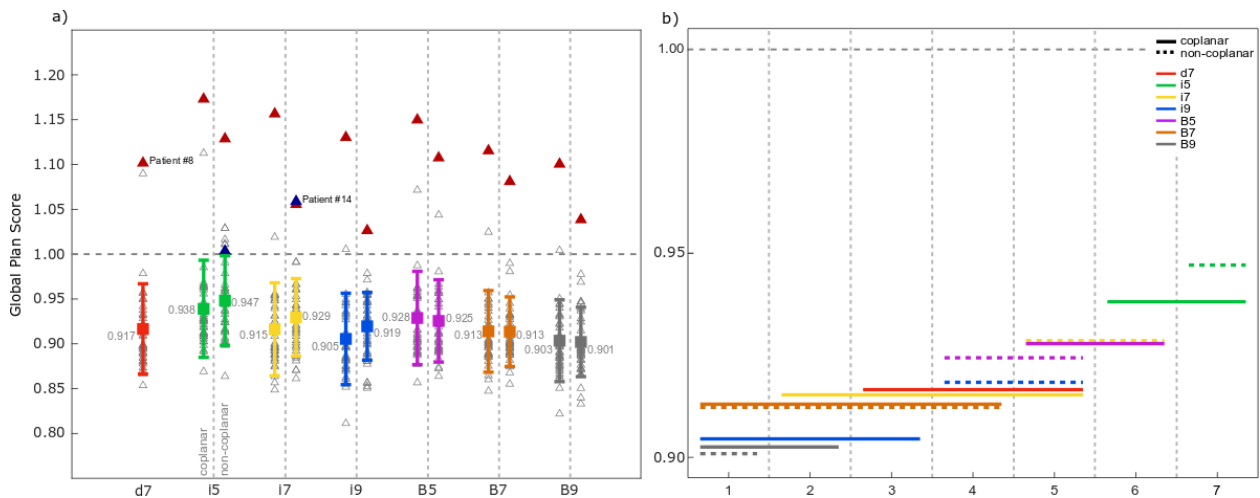 a)
Global Plan Score
1.20
1.15
1.10
1.05
1.00
0.95
0.90
0.85
0.80
Patient #8
Patient #14
0.917
0.938
0.947
0.915
0.929
0.905
0.919
0.928
0.925
0.913
0.913
0.903
0.901
coplanar
non-coplanar
d7
i5
i7
i9
B5
B7
B9
b)
1.00
0.95
0.90
coplanar
non-coplanar
d7
i5
i7
i9
B5
B7
B9
1
2
3
4
5
6
7